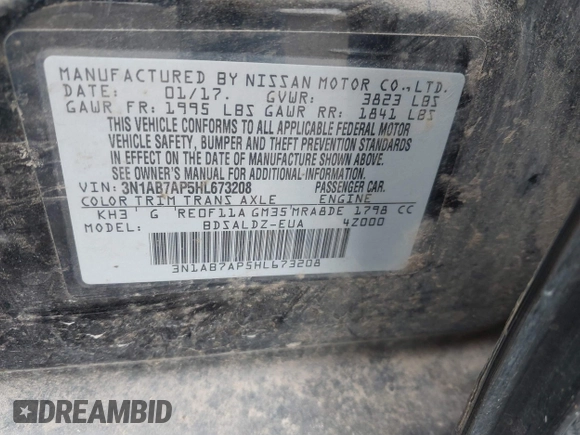 MANUFACTURED BY NISSAN MOTOR CO.,LTD.
DATE: 01/17. GVWR: 3823 LBS
GAWR FR: 1995 LBS GAWR RR: 1841 LBS
THIS VEHICLE CONFORMS TO ALL APPLICABLE FEDERAL MOTOR
VEHICLE SAFETY, BUMPER AND THEFT PREVENTION STANDARDS
IN EFFECT ON THE DATE OF MANUFACTURE SHOWN ABOVE.
SEE OWNER'S MANUAL FOR ADDITIONAL INFORMATION.
VIN: 3N1AB7AP5HL673208 PASSENGER CAR.
COLOR TRIM TRANS AXLE ENGINE
KH3 G RE0F11A GM35 MRA8DE 1798 CC
MODEL: BDSALDZ-EUA 4Z000
3N1AB7AP5HL673208
DREAMBID